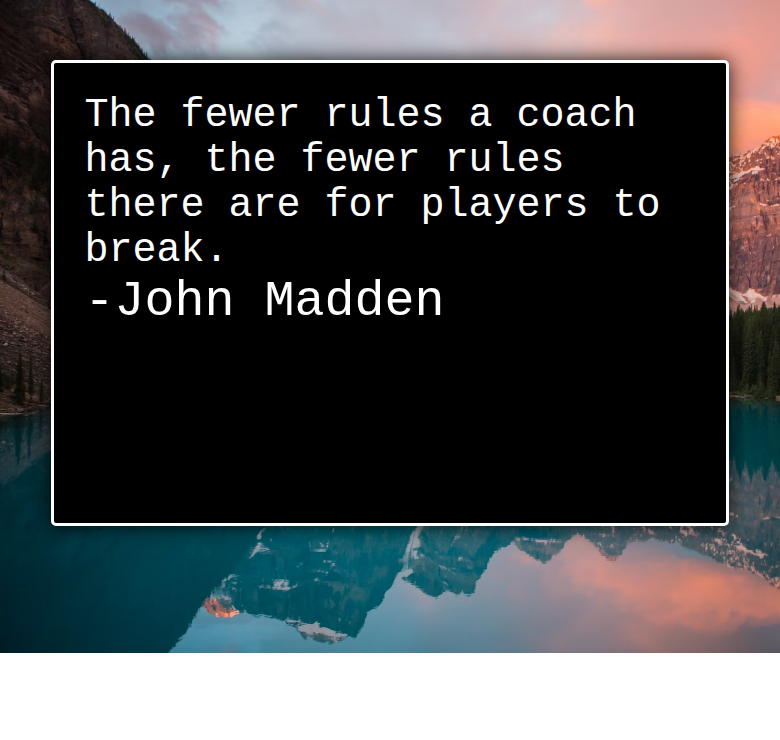 The fewer rules a coach
has, the fewer rules
there are for players to
break.
-John Madden